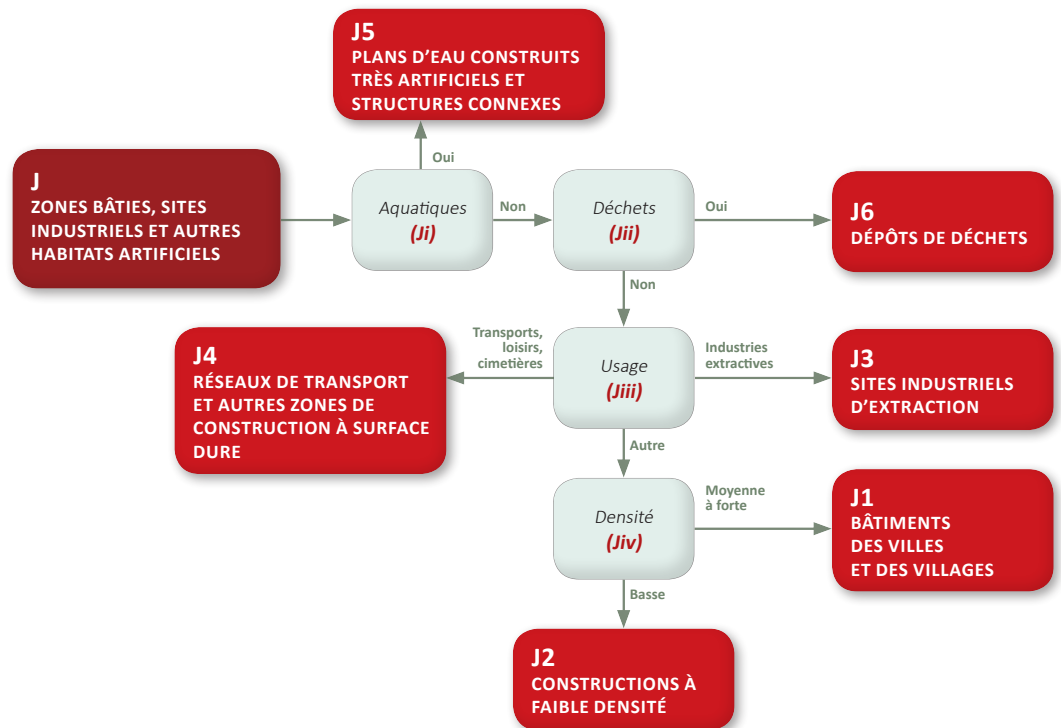 J5
PLANS D'EAU CONSTRUITS
TRÈS ARTIFICIELS ET
STRUCTURES CONNEXES
Oui
J
ZONES BÂTIES, SITES
INDUSTRIELS ET AUTRES
HABITATS ARTIFICIELS
Aquatiques
(Ji)
Non
Déchets
(Jii)
Oui
J6
DÉPÔTS DE DÉCHETS
Non
J4
RÉSEAUX DE TRANSPORT
ET AUTRES ZONES DE
CONSTRUCTION À SURFACE
DURE
Transports,
loisirs,
cimetières
Usage
(Jiii)
Industries
extractives
J3
SITES INDUSTRIELS
D'EXTRACTION
Autre
Densité
(Jiv)
Moyenne
à forte
J1
BÂTIMENTS
DES VILLES
ET DES VILLAGES
Basse
J2
CONSTRUCTIONS À
FAIBLE DENSITÉ